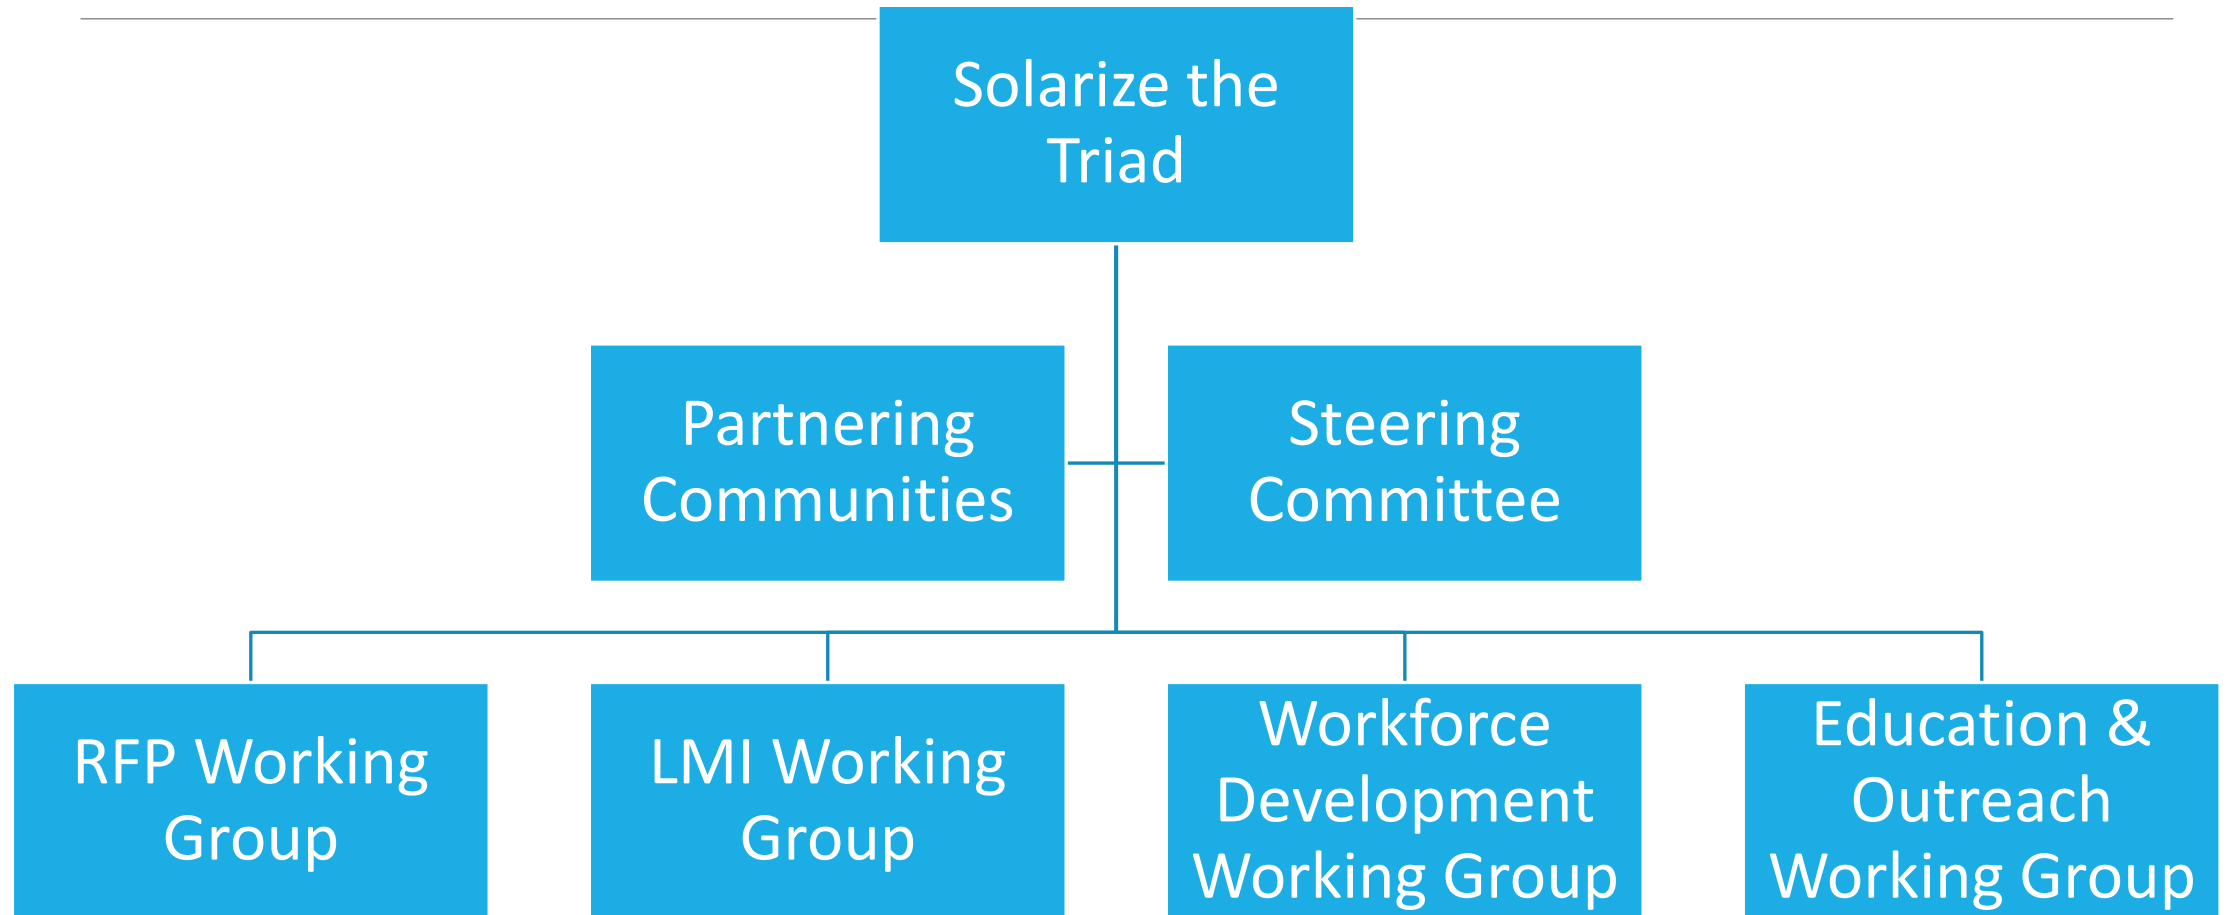 Solarize the
Triad
Partnering
Communities
Steering
Committee
RFP Working
Group
LMI Working
Group
Workforce
Development
Working Group
Education &
Outreach
Working Group